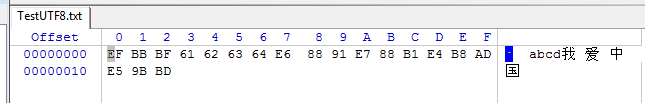 TestUTF8.txt
Offset 0 1 2 3 4 5 6 7 8 9 A B C D E F
00000000 EF BB BF 61 62 63 64 E6 88 91 E7 88 B1 E4 B8 AD · abcd我 爱 中
00000010 E5 9B BD 国